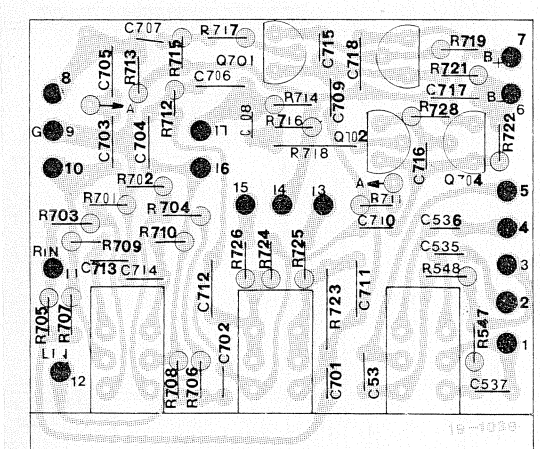 C707
R717
7
R715
C715
C718
R719
C705
R713
Q701
B
R721
8
C706
C709
C717
B
6
A
R712
R714
R728
G
9
C703
C704
17
R716
Q702
R722
R718
10
16
C716
R702
A
Q704
5
R701
15
14
13
R711
R703
R704
C710
C536
4
R709
R710
R726
R724
R725
C535
RIN
3
11
C713
C714
C712
R723
C711
R548
2
R705
R707
R547
1
C702
12
R708
R706
C701
C53
C537
19-1039